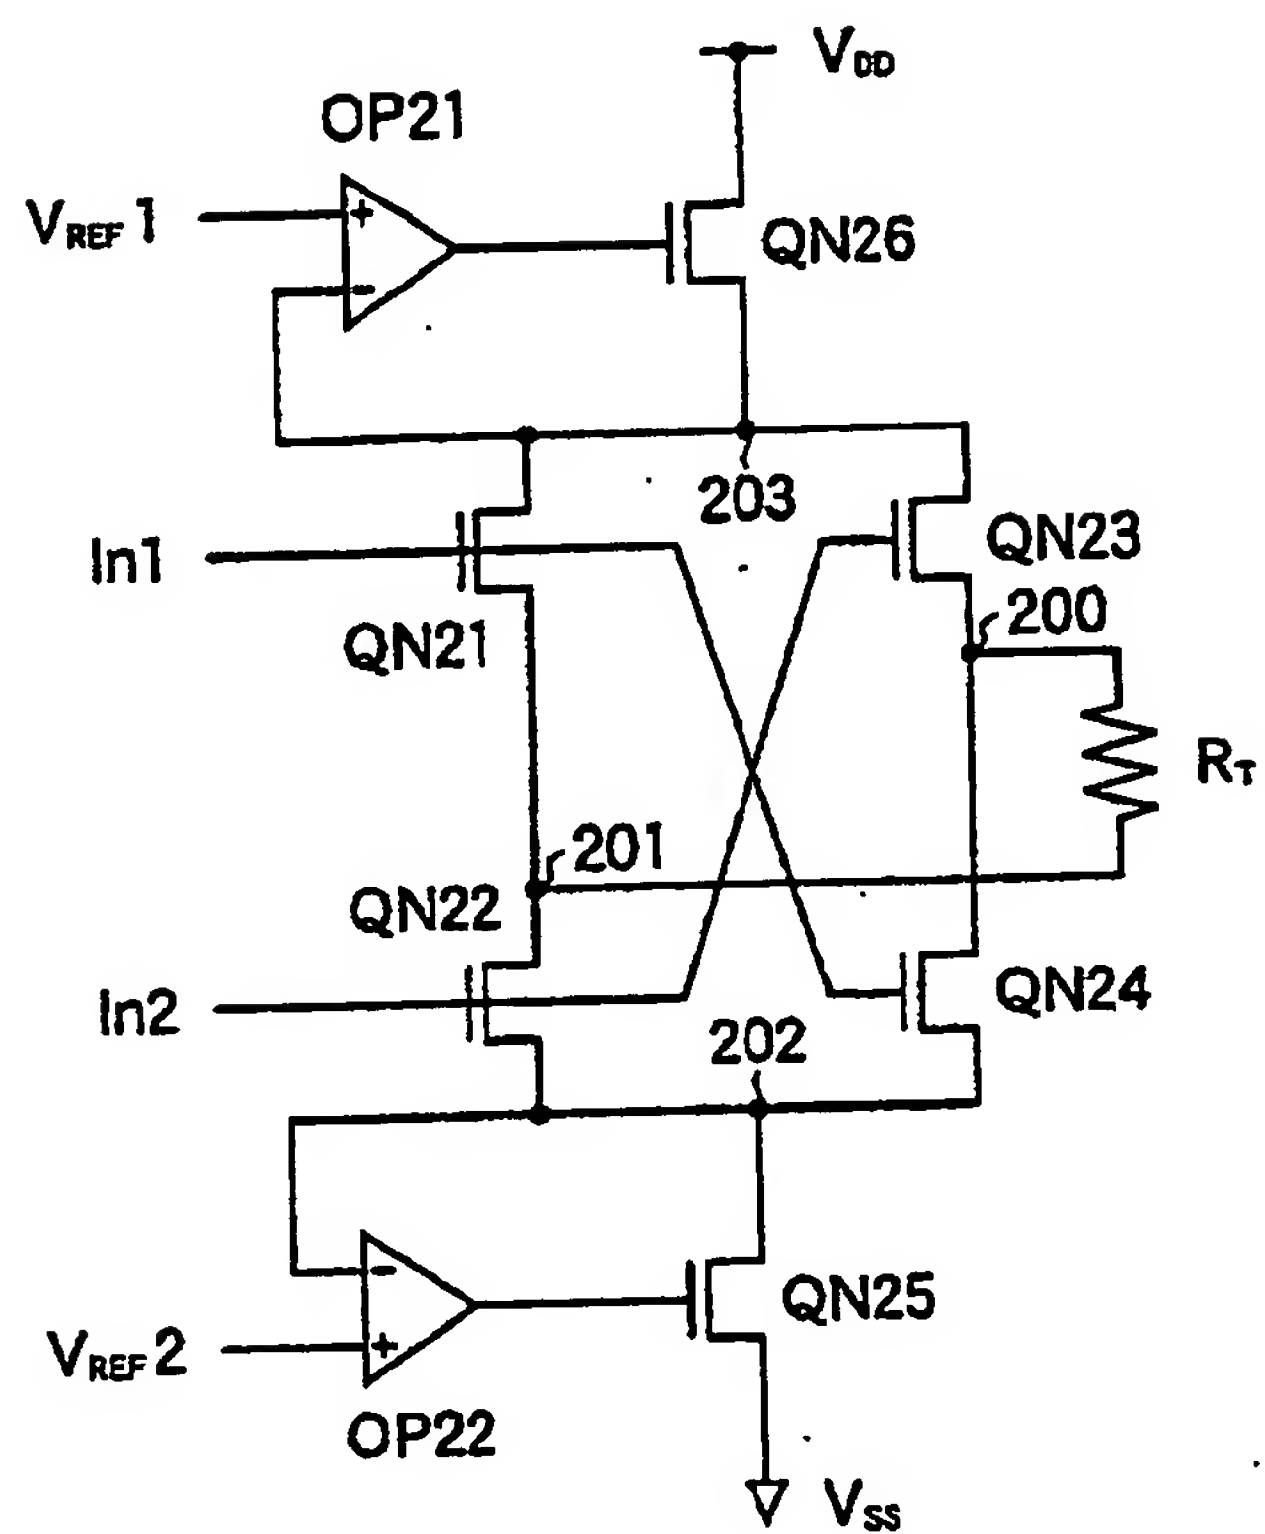 VDD
OP21
VREF1
+
-
QN26
203
In1
QN21
QN23
200
RT
201
QN22
In2
QN24
202
-
+
VREF2
OP22
QN25
VSS